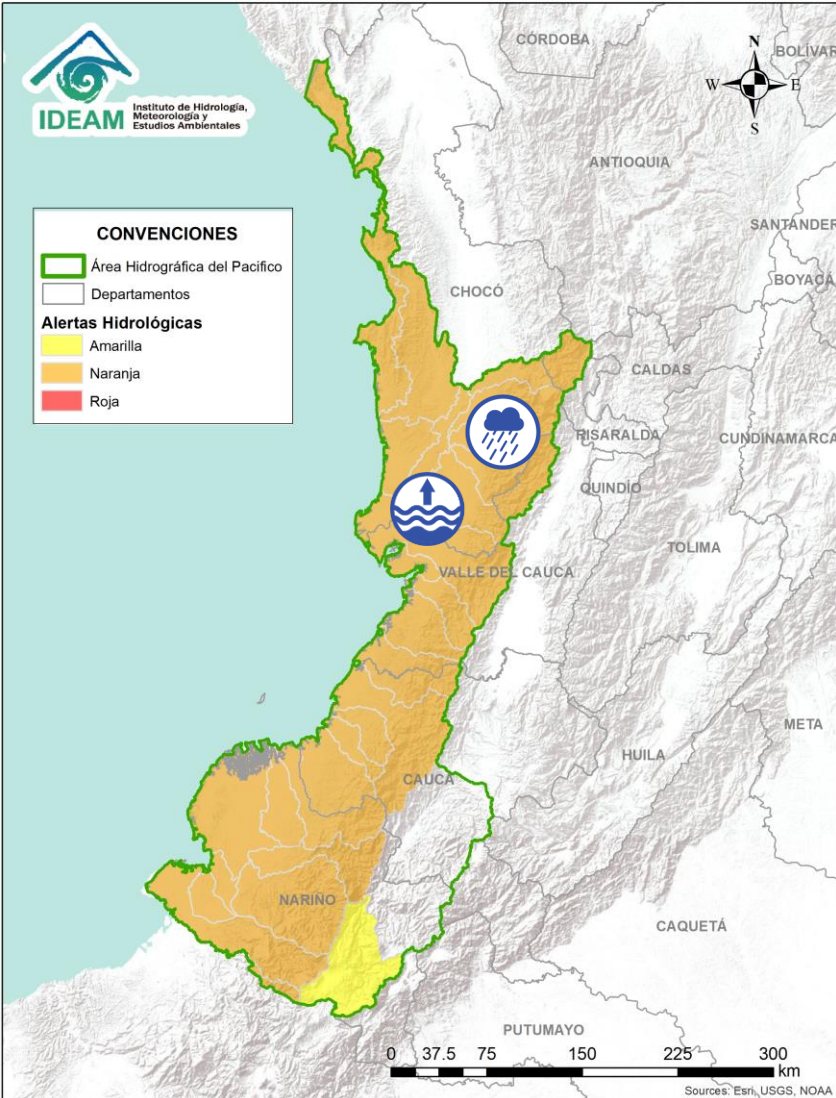 IDEAM
Instituto de Hidrología,
Meteorología y
Estudios Ambientales
CÓRDOBA
BOLÍVAR
N
W
E
S
ANTIOQUIA
SANTANDER
BOYACÁ
CONVENCIONES
Área Hidrográfica del Pacifico
Departamentos
Alertas Hidrológicas
Amarilla
Naranja
Roja
CHOCÓ
CALDAS
RISARALDA
CUNDINAMARCA
QUINDÍO
TOLIMA
VALLE DEL CAUCA
META
HUILA
CAUCA
NARIÑO
CAQUETÁ
PUTUMAYO
0 37.5 75 150 225 300
km
Sources: Esri, USGS, NOAA